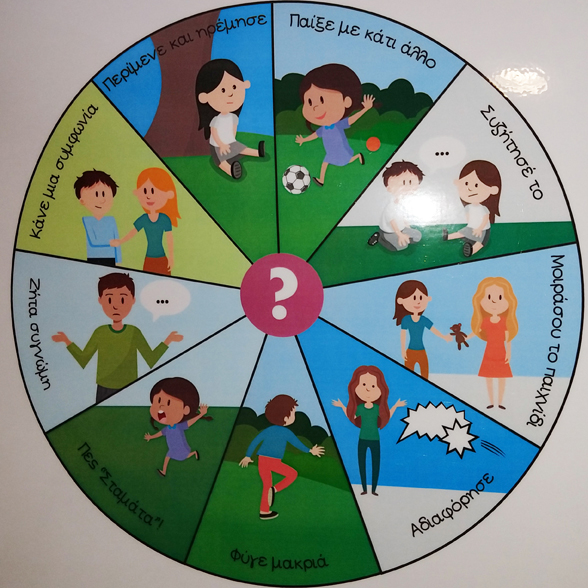 Παίξε με κάτι άλλο
Συζήτησέ το
...
Μοιράσου το παιχνίδι
Αδιαφόρησε
Φύγε μακριά
Πες "Σταμάτα"!
Ζήτα συγνώμη
...
Κάνε μια συμφωνία
Περίμενε και ηρέμησε
?